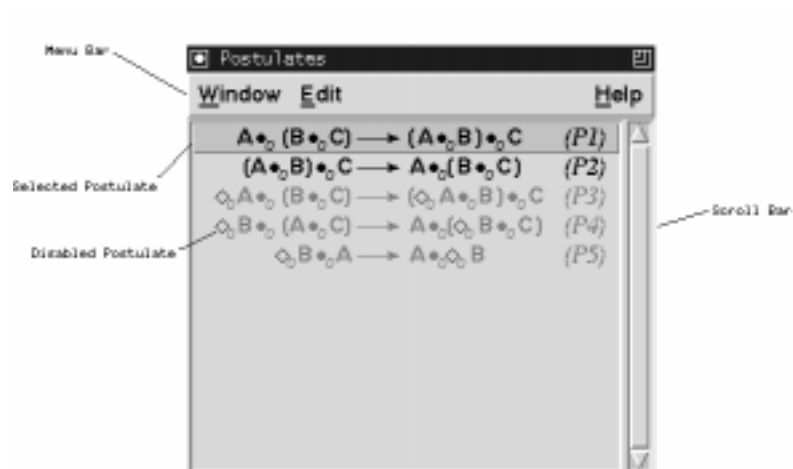 Menu Bar
Postulates
Window Edit Help
A•₀(B•₀C) → (A•₀B)•₀C (P1)
(A•₀B)•₀C → A•₀(B•₀C) (P2)
Selected Postulate
◇₀A•₀(B•₀C) → (◇₀A•₀B)•₀C (P3)
Scroll Bar
◇₀B•₀(A•₀C) → A•₀(◇₀B•₀C) (P4)
Disabled Postulate
◇₀B•₀A → A•₀◇₀B (P5)